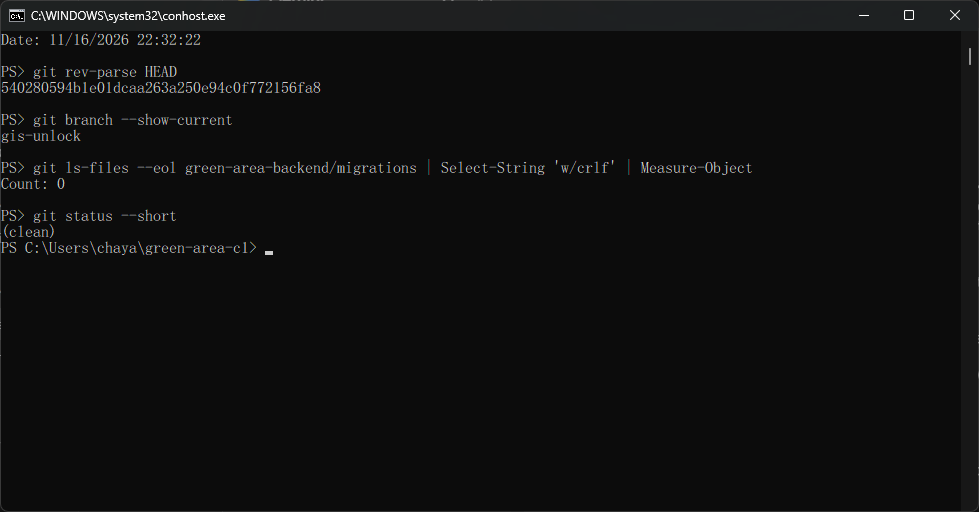 C:\WINDOWS\system32\conhost.exe
Date: 11/16/2026 22:32:22
PS> git rev-parse HEAD
540280594b1e01dcaa263a250e94c0f772156fa8
PS> git branch --show-current
gis-unlock
PS> git ls-files --eol green-area-backend/migrations | Select-String 'w/crlf' | Measure-Object
Count: 0
PS> git status --short
(clean)
PS C:\Users\chaya\green-area-c1>